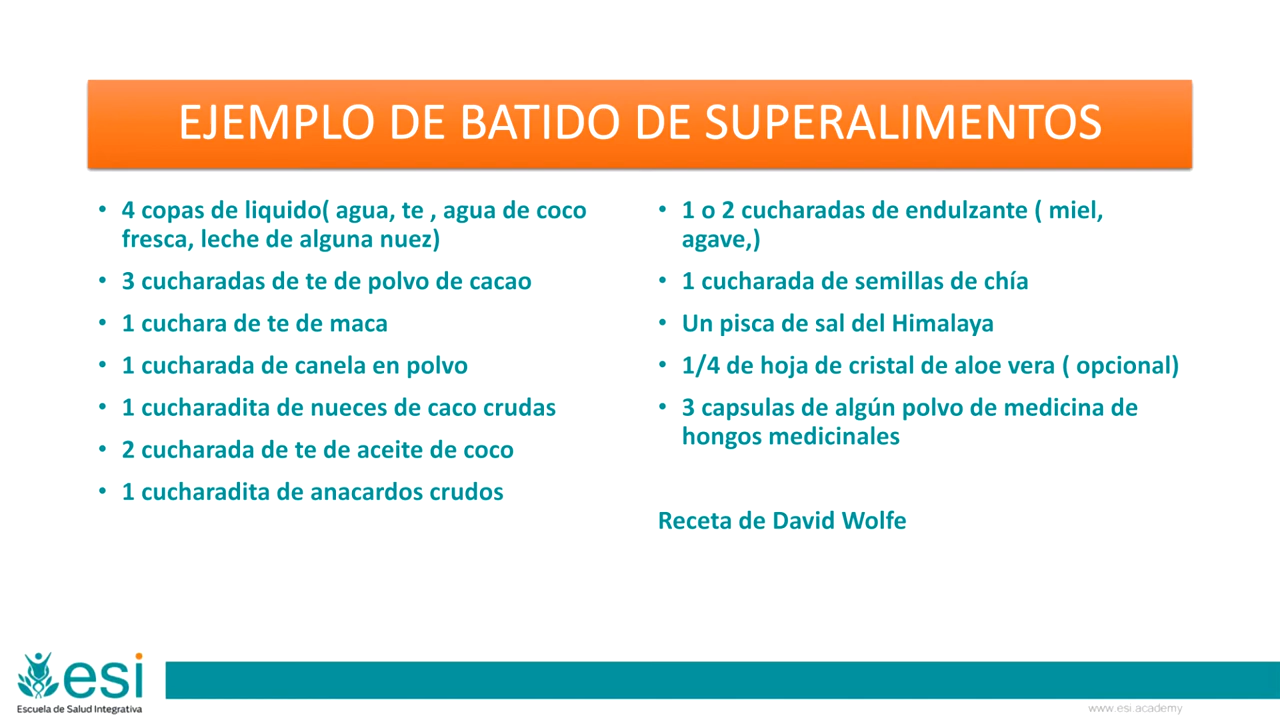 EJEMPLO DE BATIDO DE SUPERALIMENTOS
• 4 copas de liquido( agua, te , agua de coco
fresca, leche de alguna nuez)
• 3 cucharadas de te de polvo de cacao
• 1 cuchara de te de maca
• 1 cucharada de canela en polvo
• 1 cucharadita de nueces de caco crudas
• 2 cucharada de te de aceite de coco
• 1 cucharadita de anacardos crudos
• 1 o 2 cucharadas de endulzante ( miel,
agave,)
• 1 cucharada de semillas de chía
• Un pisca de sal del Himalaya
• 1/4 de hoja de cristal de aloe vera ( opcional)
• 3 capsulas de algún polvo de medicina de
hongos medicinales
Receta de David Wolfe
esi
Escuela de Salud Integrativa
www.esi.academy